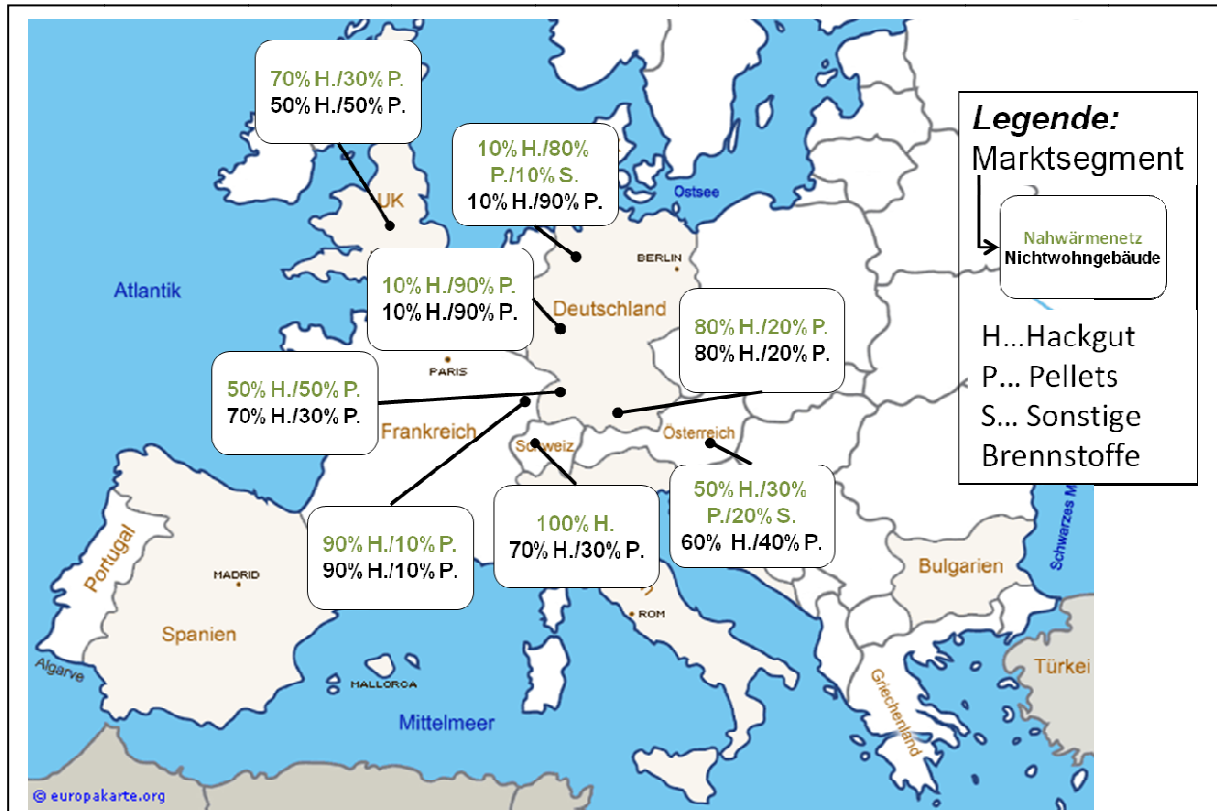 70% H./30% P.
50% H./50% P.
10% H./80%
P./10% S.
10% H./90% P.
Legende:
Marktsegment
Nahwärmenetz
Nichtwohngebäude
H...Hackgut
P... Pellets
S... Sonstige
Brennstoffe
UK
Ostsee
BERLIN
Atlantik
10% H./90% P.
10% H./90% P.
Deutschland
80% H./20% P.
80% H./20% P.
PARIS
50% H./50% P.
70% H./30% P.
Frankreich
Schweiz
Österreich
50% H./30%
P./20% S.
60% H./40% P.
100% H.
70% H./30% P.
90% H./10% P.
90% H./10% P.
Schwarzes M
Portugal
MADRID
Spanien
Algarve
MALLORCA
ROM
Bulgarien
Türkei
Griechenland
Mittelmeer
© europakarte.org